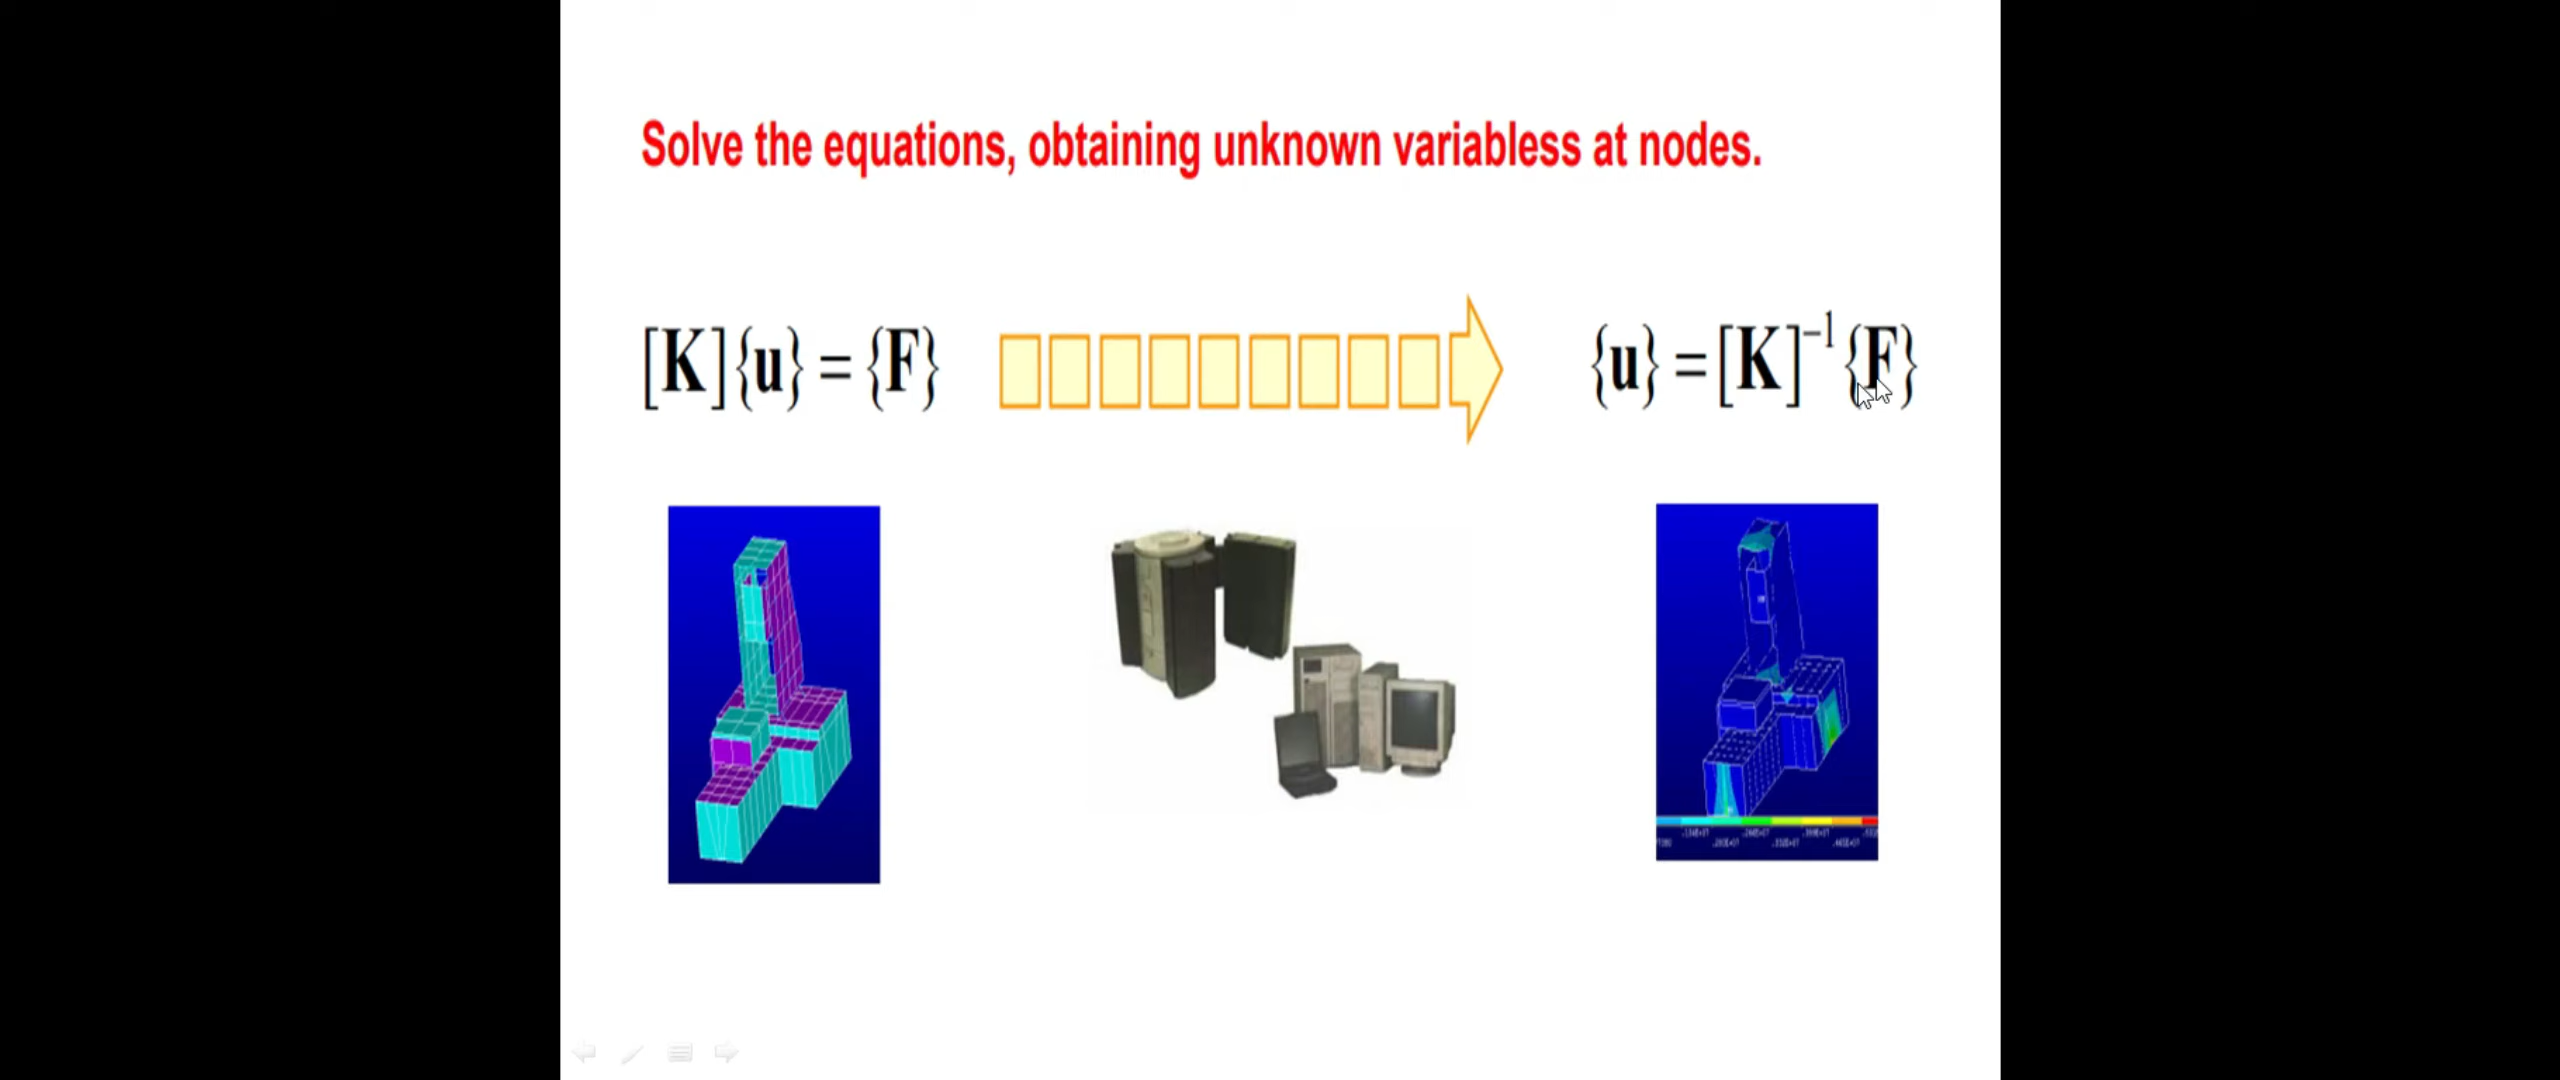 Solve the equations, obtaining unknown variabless at nodes.
[K]{u} = {F}
{u} = [K]⁻¹{F}